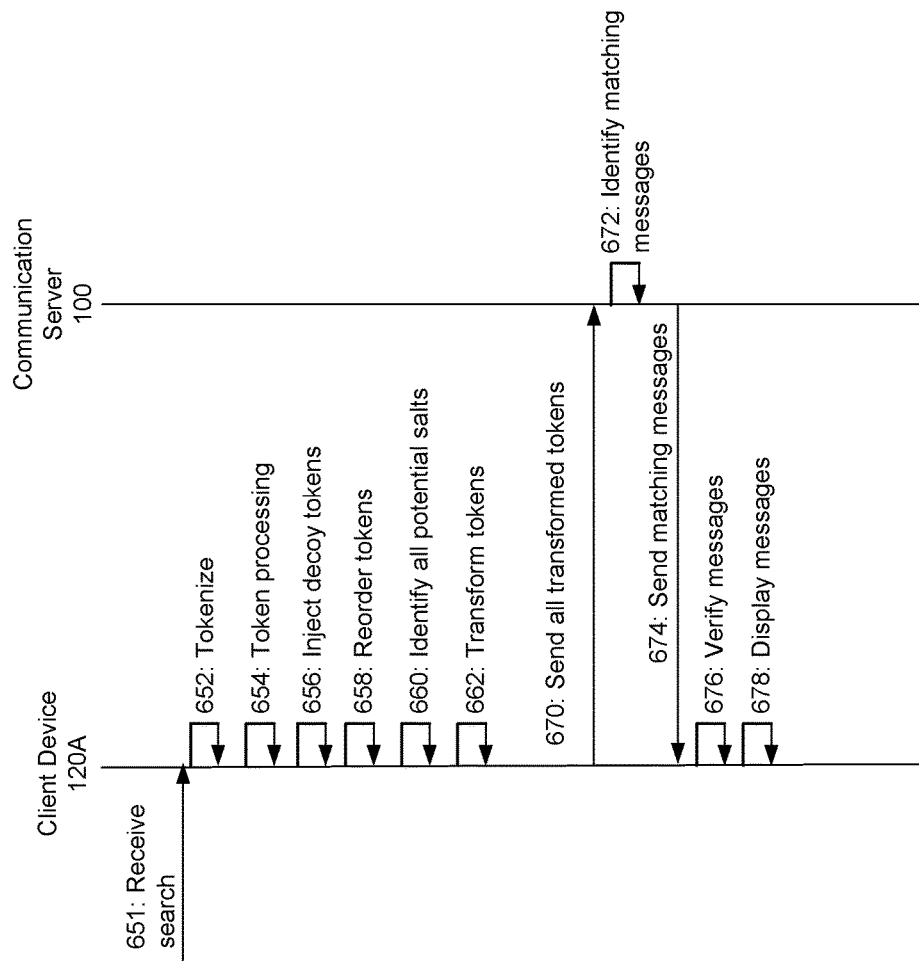 Client Device
120A
Communication
Server
100
651: Receive
search
652: Tokenize
654: Token processing
656: Inject decoy tokens
658: Reorder tokens
660: Identify all potential salts
662: Transform tokens
670: Send all transformed tokens
672: Identify matching
messages
674: Send matching messages
676: Verify messages
678: Display messages